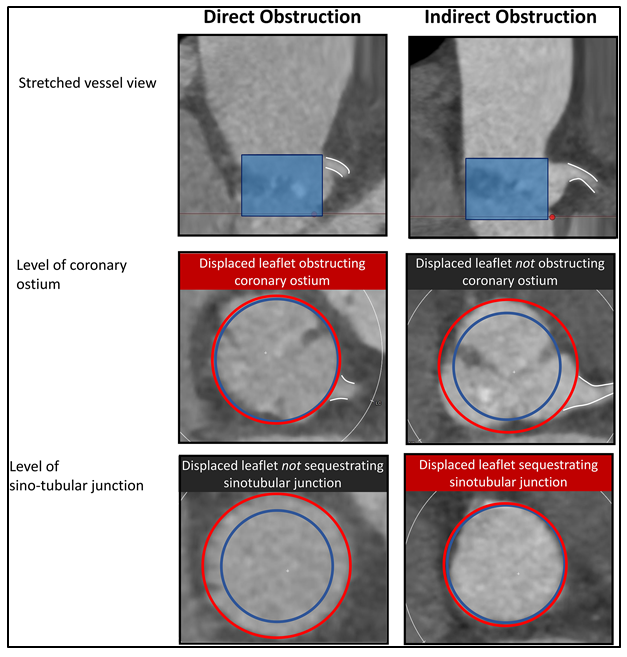 Direct Obstruction
Indirect Obstruction
Stretched vessel view
Level of coronary
ostium
Displaced leaflet obstructing
coronary ostium
Displaced leaflet not obstructing
coronary ostium
Level of
sino-tubular junction
Displaced leaflet not sequestrating
sinotubular junction
Displaced leaflet sequestrating
sinotubular junction